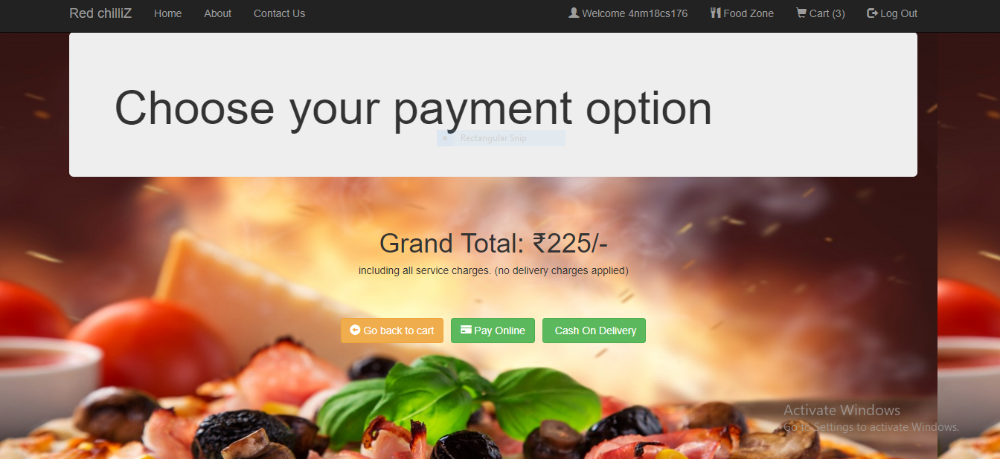 Red chilliZ Home About Contact Us Welcome 4nm18cs176 Food Zone Cart (3) Log Out
Choose your payment option
Rectangular Snip
Grand Total: ₹225/-
including all service charges. (no delivery charges applied)
Go back to cart Pay Online Cash On Delivery
Activate Windows
Go to Settings to activate Windows.